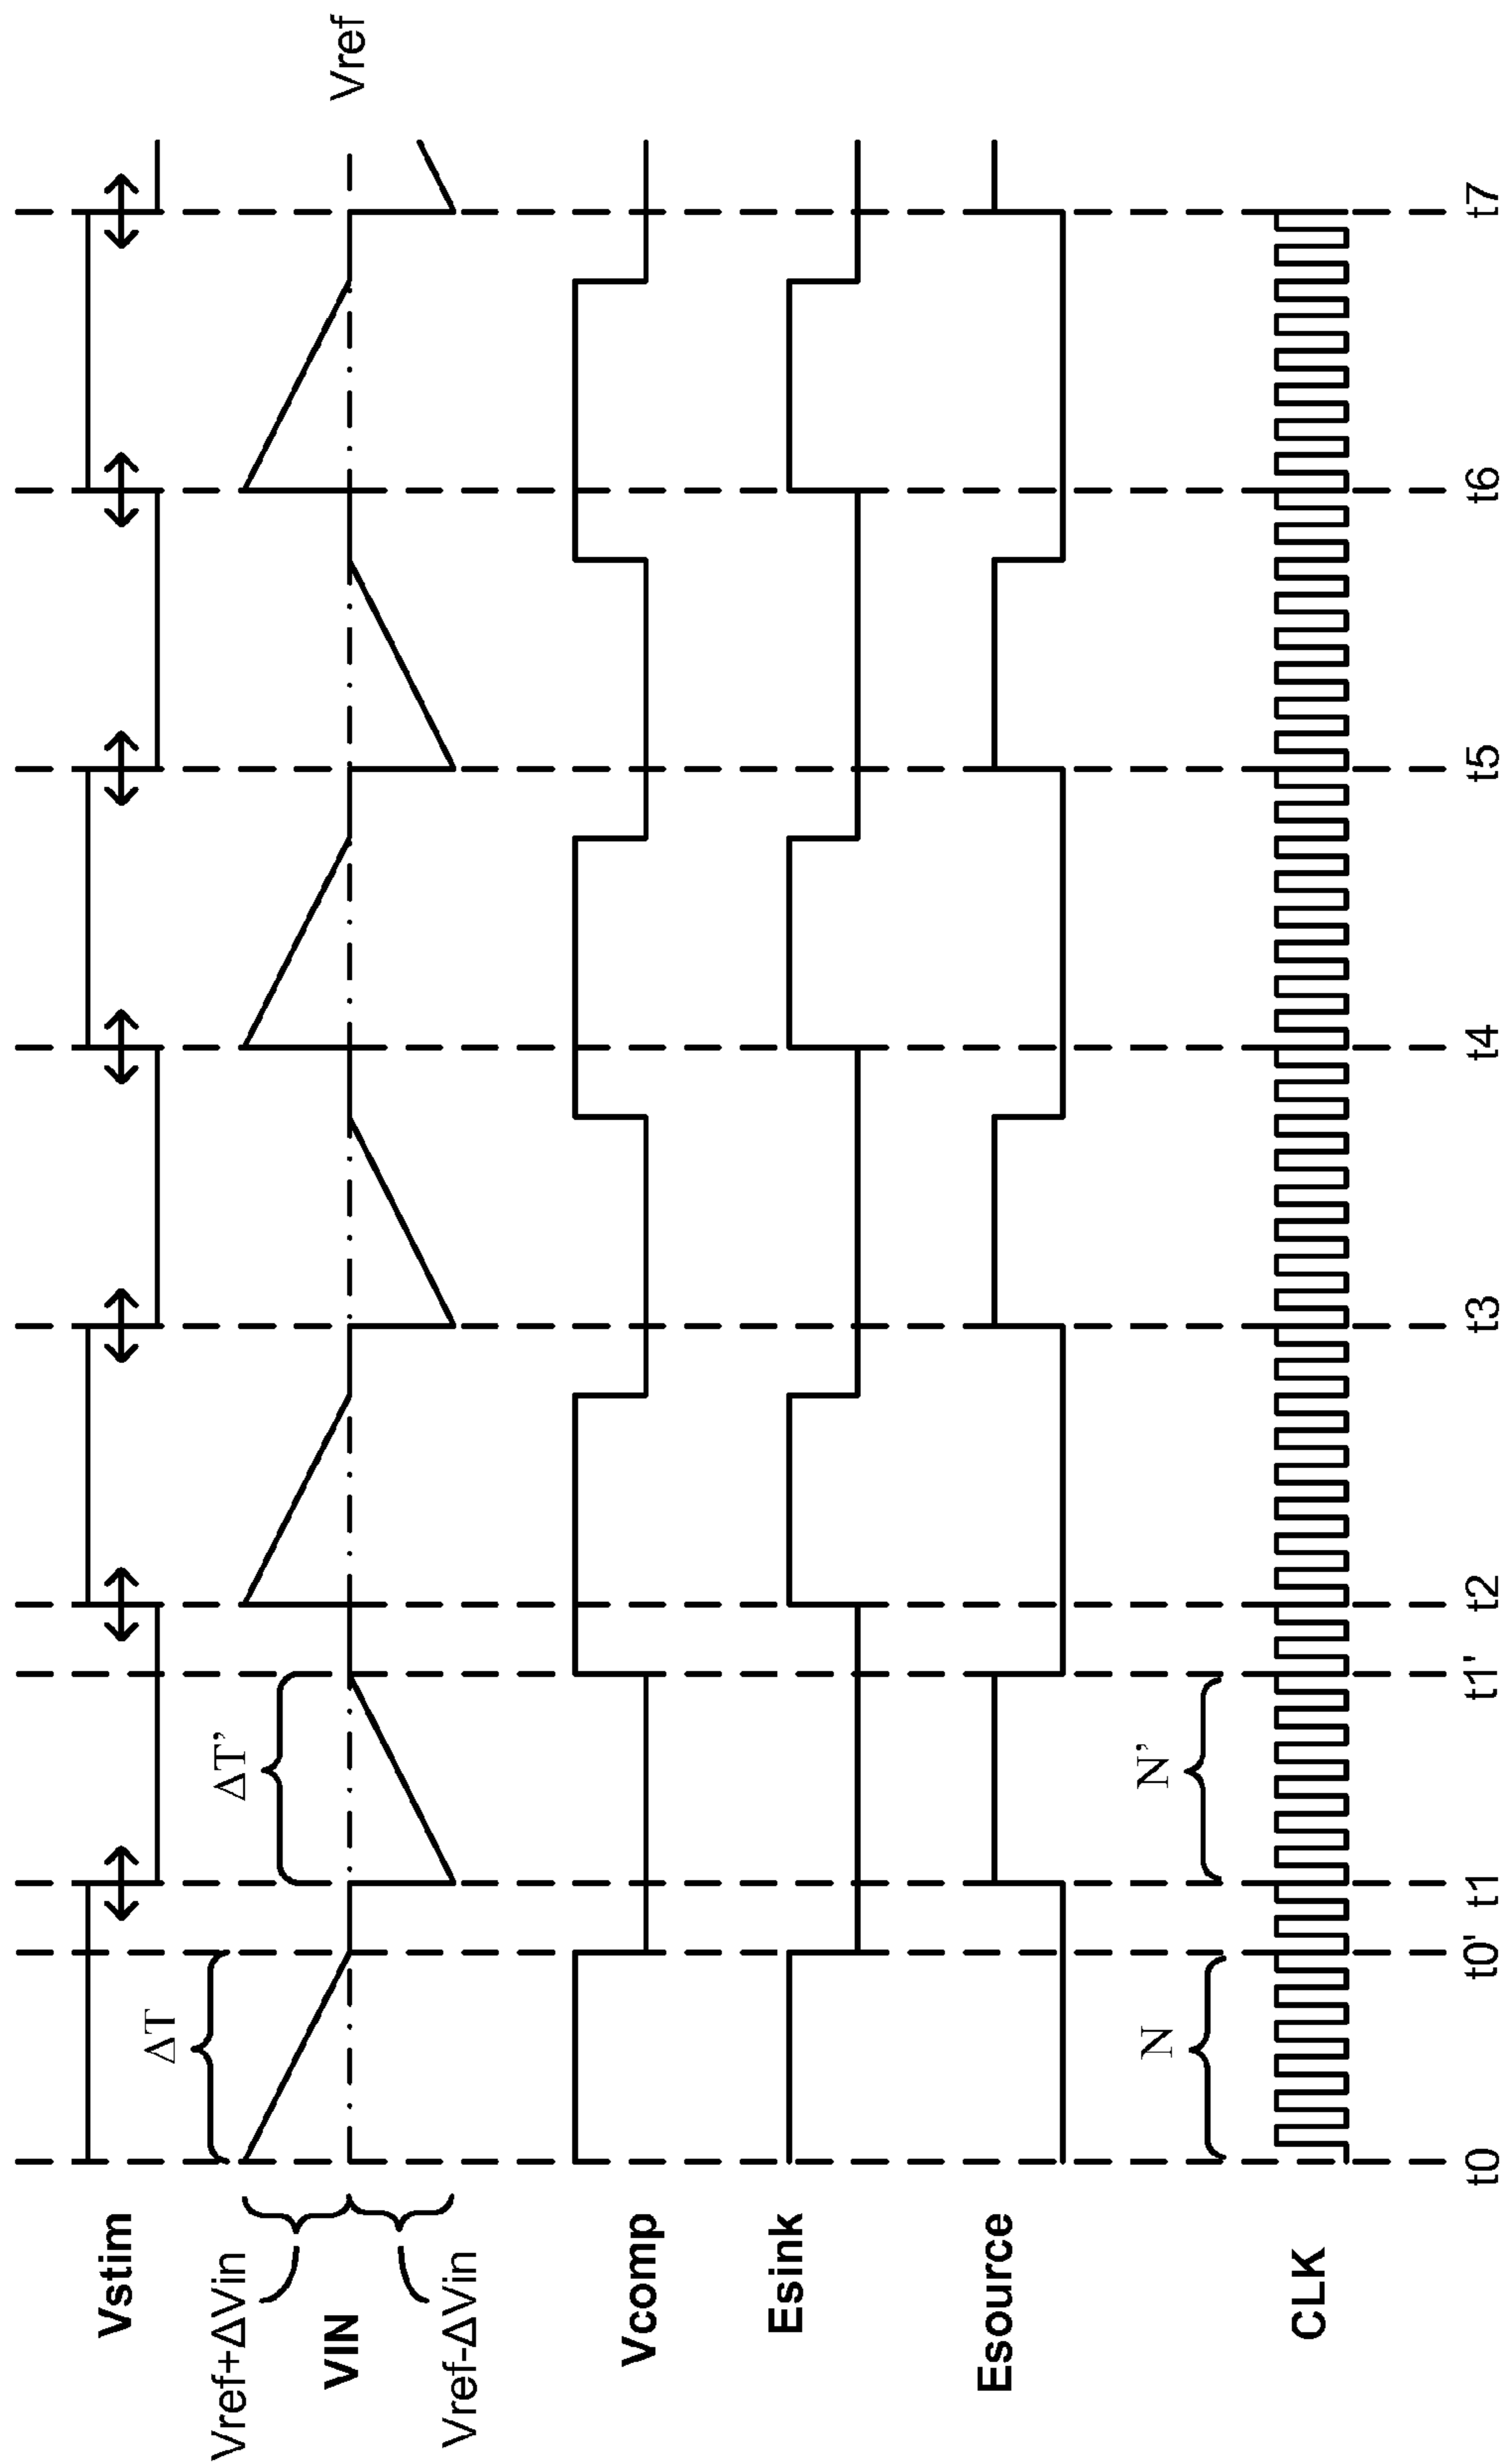 Vstim
Vref+ΔVin
VIN
Vref-ΔVin
Vref
ΔT
ΔT’
Vcomp
Esink
Esource
N
N’
CLK
t0
t0'
t1
t1'
t2
t3
t4
t5
t6
t7